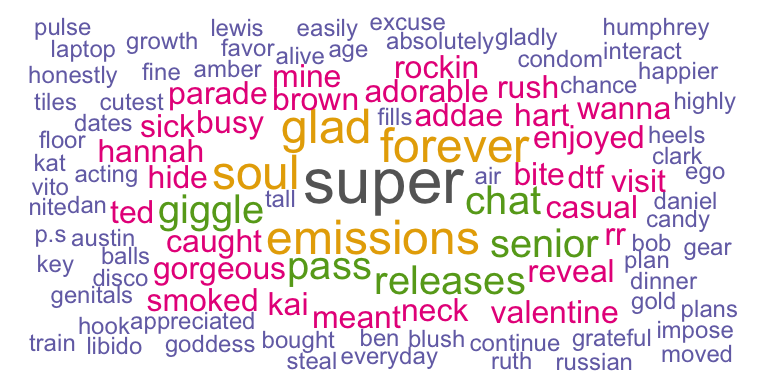 pulse lewis easily excuse humphrey
laptop growth favor alive age absolutely gladly interact
honestly fine amber mine rockin condom happier
tiles cutest parade brown adorable rush chance highly
floor dates sick busy glad fills addae hart wanna heels
kat hannah forever enjoyed clark
vito acting hide soul super air bite dtf visit ego
nite dan ted giggle tall chat casual daniel candy
p.s austin caught emissions senior rr bob gear
key balls disco gorgeous pass releases reveal plan dinner
genitals smoked kai meant neck valentine gold plans
train hook appreciated libido goddess bought ben blush continue grateful impose
steal everyday ruth russian moved